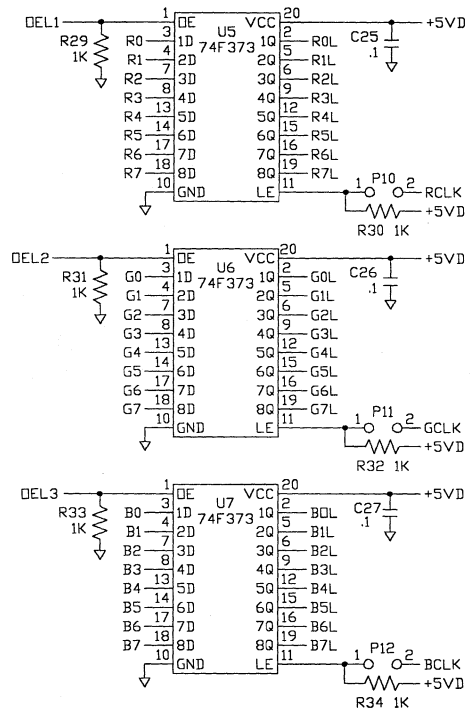 OEL1 1 OE U5 VCC 20 +5VD
R29 1K 3 74F373 2 C25 .1
R0 1D 1Q R0L
4 5
R1 2D 2Q R1L
7 6
R2 3D 3Q R2L
8 9
R3 4D 4Q R3L
13 12
R4 5D 5Q R4L
14 15
R5 6D 6Q R5L
17 16
R6 7D 7Q R6L
18 19
R7 8D 8Q R7L
10 11 1 P10 2
GND LE RCLK
R30 1K +5VD
OEL2 1 OE U6 VCC 20 +5VD
R31 1K 3 74F373 2 C26 .1
G0 1D 1Q G0L
4 5
G1 2D 2Q G1L
7 6
G2 3D 3Q G2L
8 9
G3 4D 4Q G3L
13 12
G4 5D 5Q G4L
14 15
G5 6D 6Q G5L
17 16
G6 7D 7Q G6L
18 19
G7 8D 8Q G7L
10 11 1 P11 2
GND LE GCLK
R32 1K +5VD
OEL3 1 OE U7 VCC 20 +5VD
R33 1K 3 74F373 2 C27 .1
B0 1D 1Q B0L
4 5
B1 2D 2Q B1L
7 6
B2 3D 3Q B2L
8 9
B3 4D 4Q B3L
13 12
B4 5D 5Q B4L
14 15
B5 6D 6Q B5L
17 16
B6 7D 7Q B6L
18 19
B7 8D 8Q B7L
10 11 1 P12 2
GND LE BCLK
R34 1K +5VD